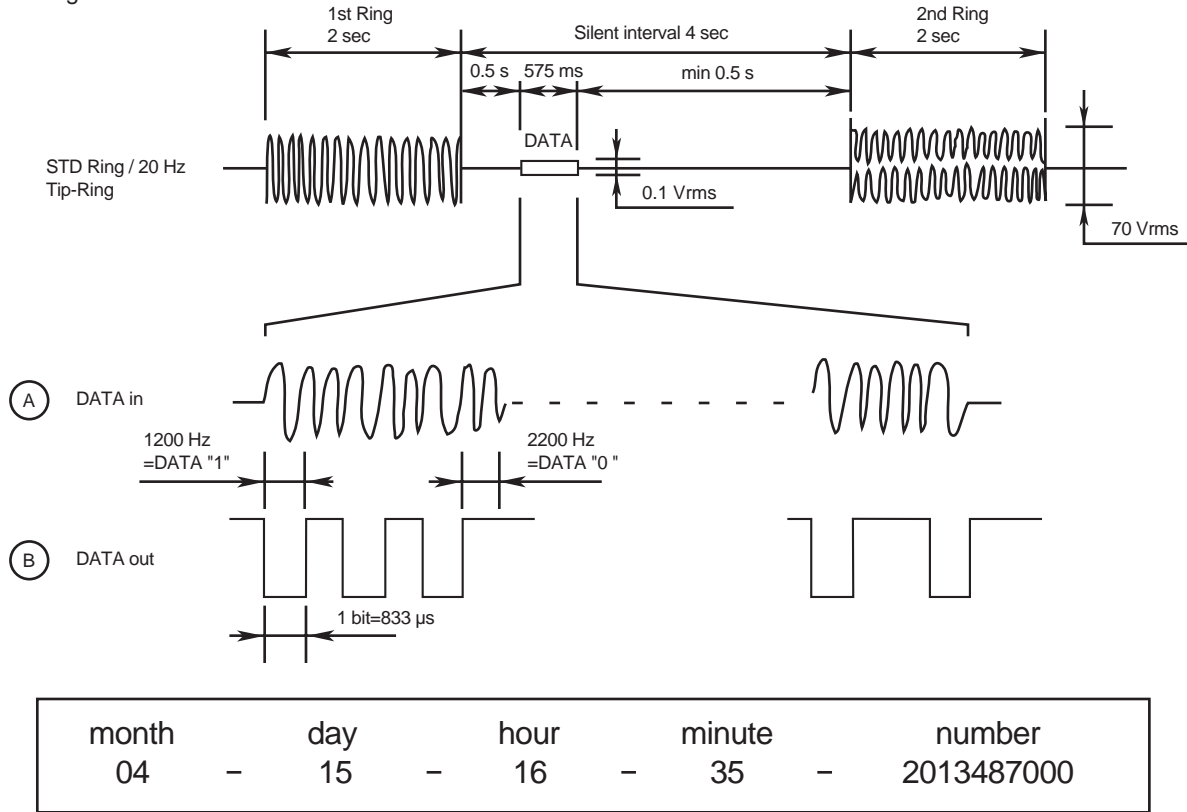 1st Ring
2 sec
Silent interval 4 sec
2nd Ring
2 sec
0.5 s
575 ms
min 0.5 s
DATA
STD Ring / 20 Hz
Tip-Ring
0.1 Vrms
70 Vrms
A
DATA in
1200 Hz
=DATA "1"
2200 Hz
=DATA "0 "
B
DATA out
1 bit=833 µs
month day hour minute number
04 – 15 – 16 – 35 – 2013487000